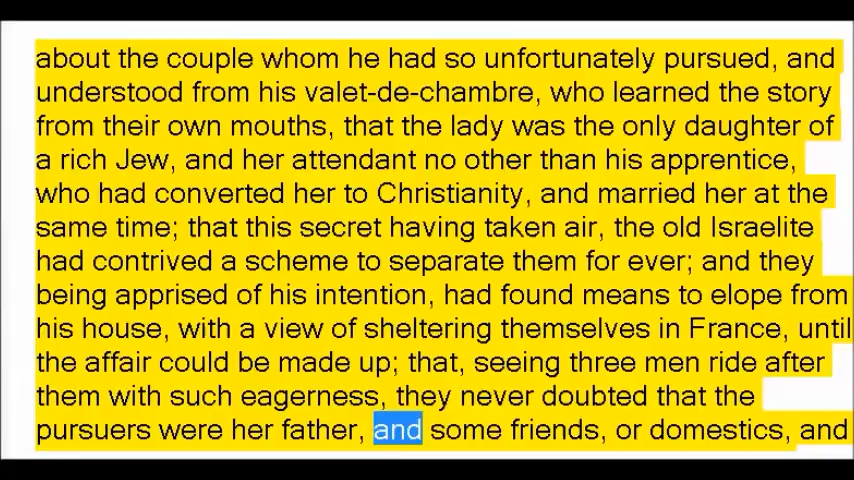 about the couple whom he had so unfortunately pursued, and
understood from his valet-de-chambre, who learned the story
from their own mouths, that the lady was the only daughter of
a rich Jew, and her attendant no other than his apprentice,
who had converted her to Christianity, and married her at the
same time; that this secret having taken air, the old Israelite
had contrived a scheme to separate them for ever; and they
being apprised of his intention, had found means to elope from
his house, with a view of sheltering themselves in France, until
the affair could be made up; that, seeing three men ride after
them with such eagerness, they never doubted that the
pursuers were her father, and some friends, or domestics, and